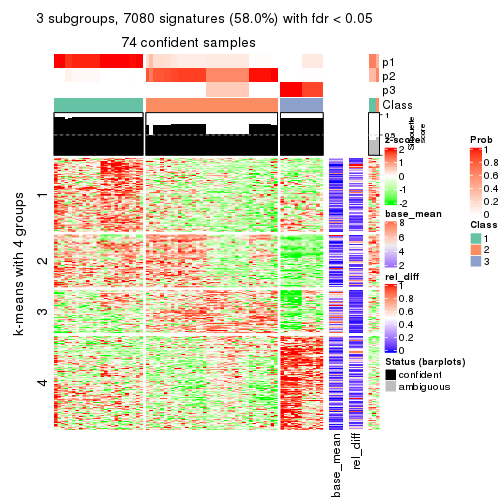 3 subgroups, 7080 signatures (58.0%) with fdr < 0.05
74 confident samples
p1
p2
p3
Class
1
0.5
0
Silhouette
score
k-means with 4 groups
1
2
3
4
base_mean
rel_diff
z-score
2
1
0
-1
-2
base_mean
8
6
4
2
rel_diff
1
0.8
0.6
0.4
0.2
0
Status (barplots)
confident
ambiguous
Prob
1
0.8
0.6
0.4
0.2
0
Class
1
2
3